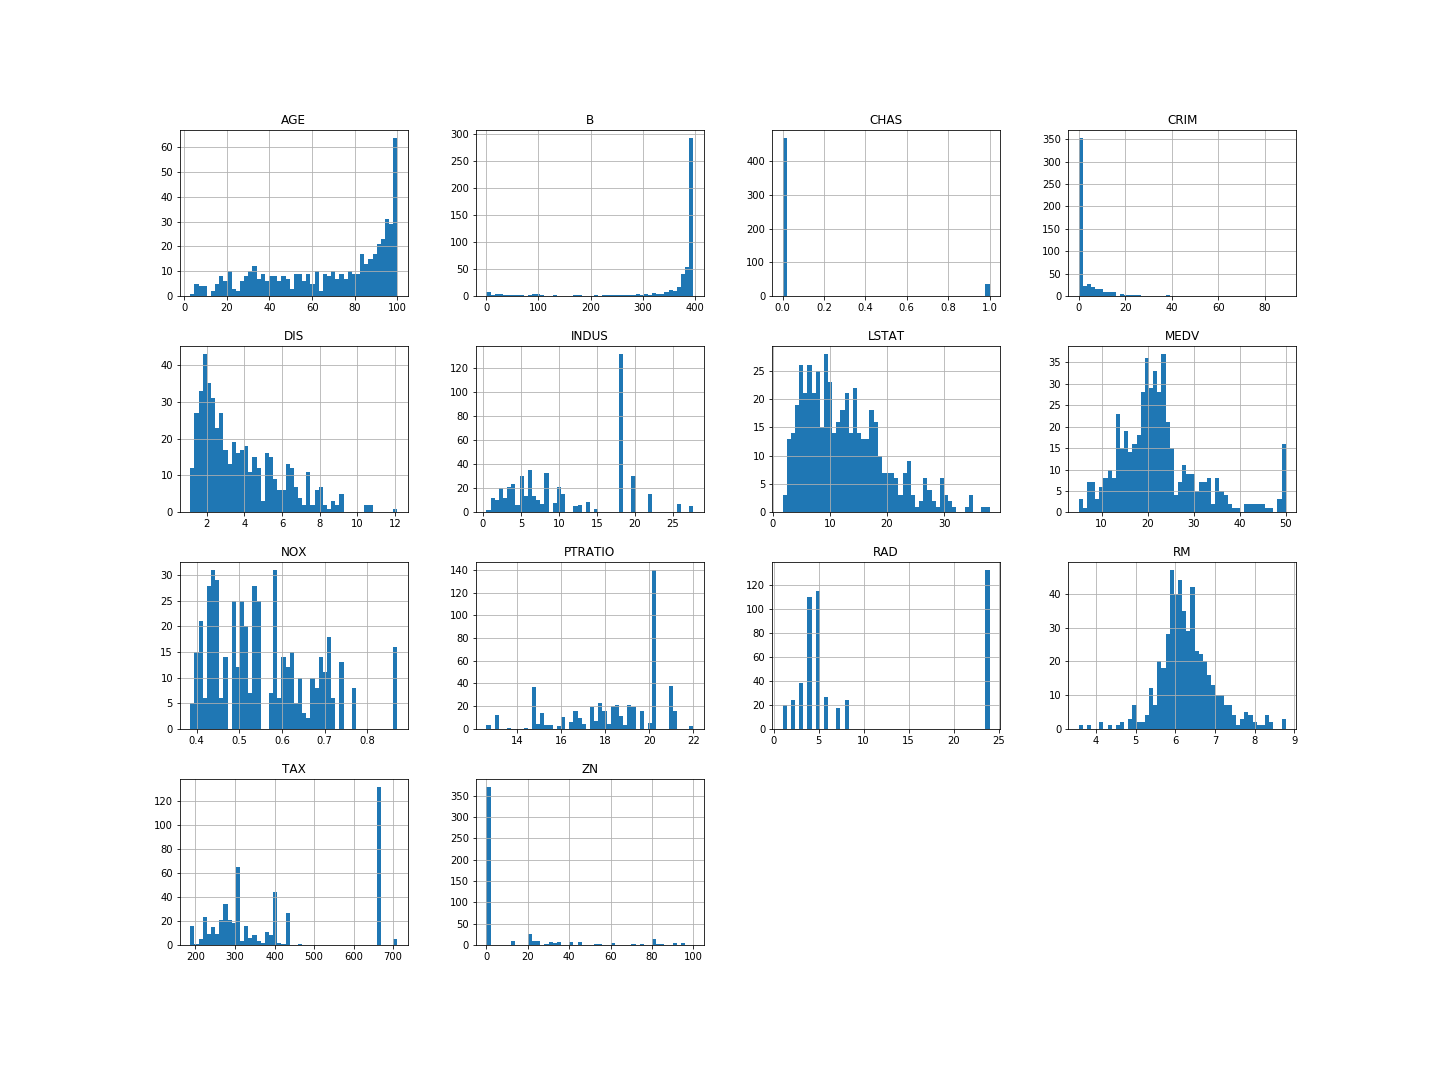 AGE B CHAS CRIM
60 50 40 30 20 10 0
0 20 40 60 80 100
300 250 200 150 100 50 0
0 100 200 300 400
400 300 200 100 0
0.0 0.2 0.4 0.6 0.8 1.0
350 300 250 200 150 100 50 0
0 20 40 60 80
DIS INDUS LSTAT MEDV
40 30 20 10 0
2 4 6 8 10 12
120 100 80 60 40 20 0
0 5 10 15 20 25
25 20 15 10 5 0
0 10 20 30
35 30 25 20 15 10 5 0
10 20 30 40 50
NOX PTRATIO RAD RM
30 25 20 15 10 5 0
0.4 0.5 0.6 0.7 0.8
140 120 100 80 60 40 20 0
14 16 18 20 22
120 100 80 60 40 20 0
0 5 10 15 20 25
40 30 20 10 0
4 5 6 7 8 9
TAX ZN
120 100 80 60 40 20 0
200 300 400 500 600 700
350 300 250 200 150 100 50 0
0 20 40 60 80 100